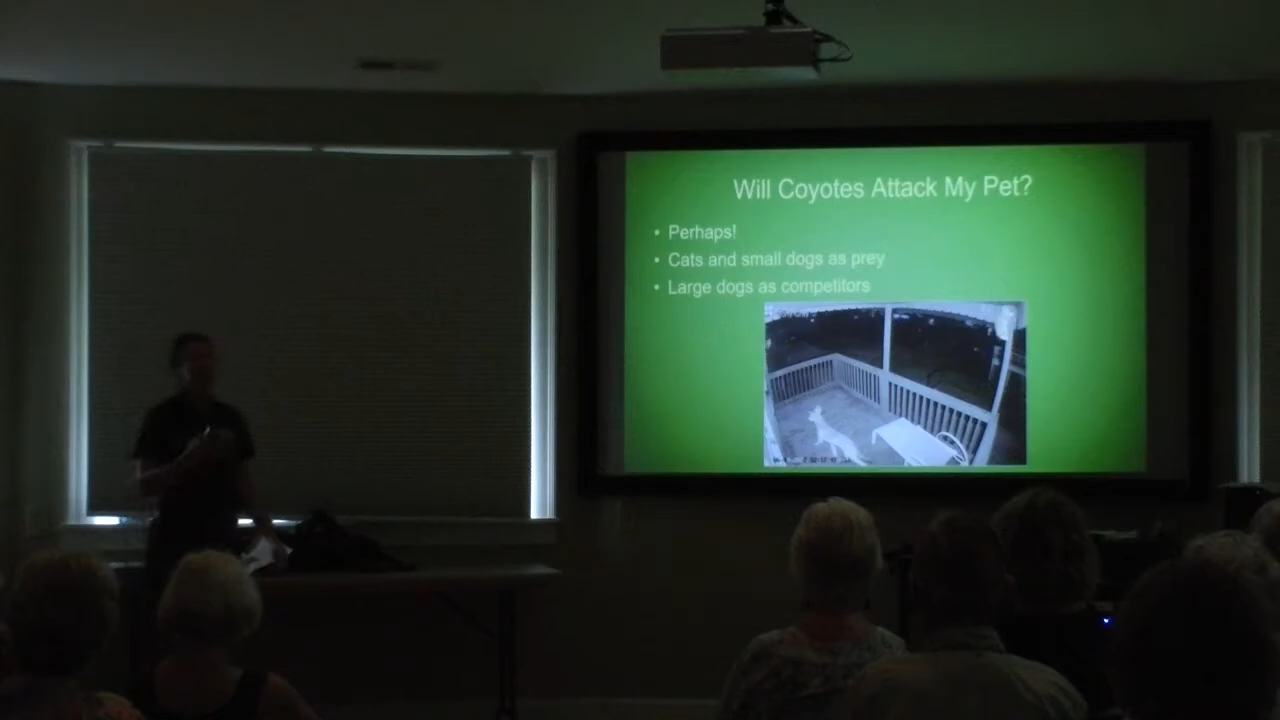 Will Coyotes Attack My Pet?
• Perhaps!
• Cats and small dogs as prey
• Large dogs as competitors